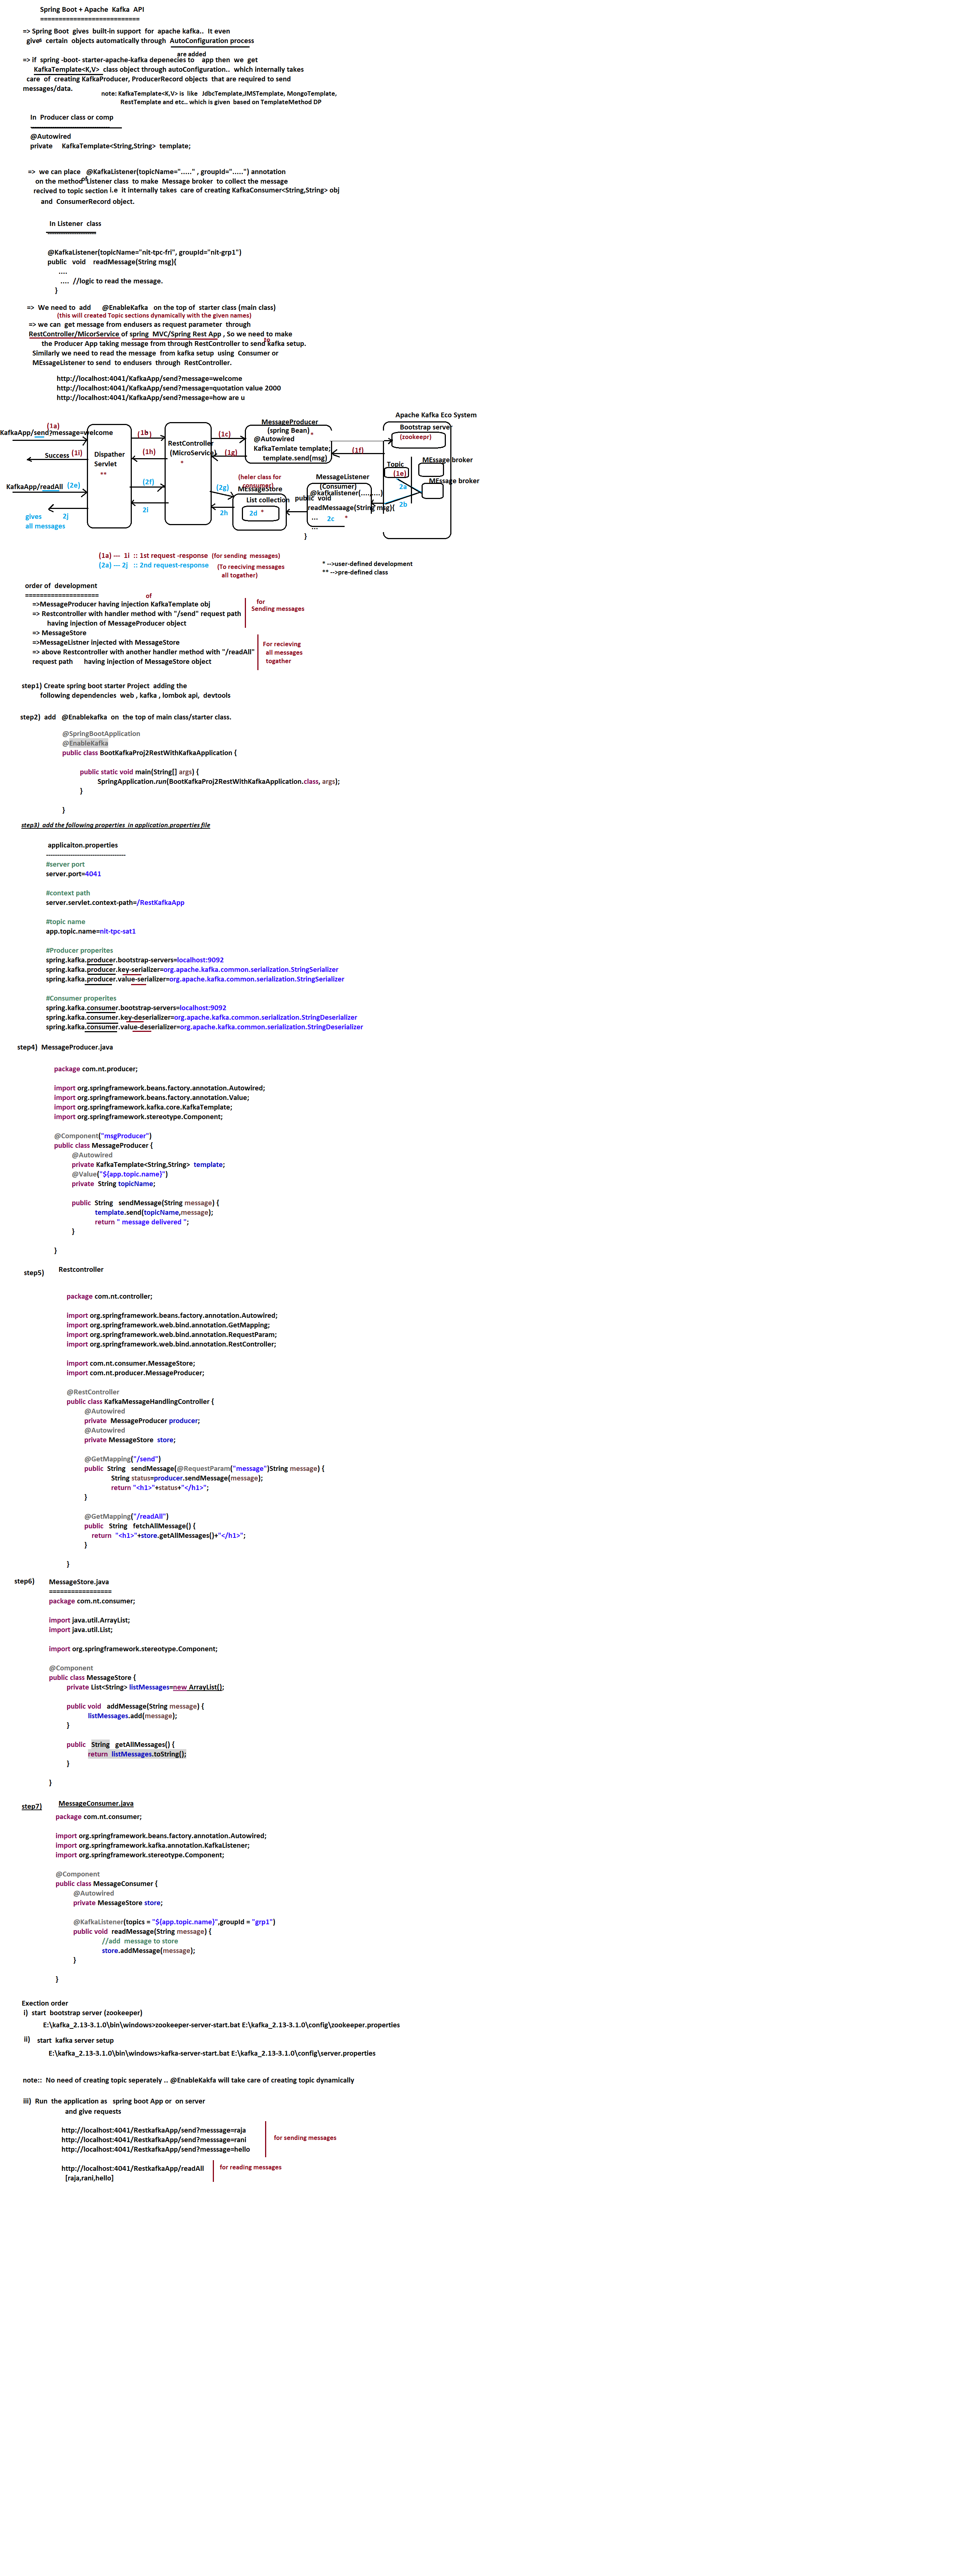 Spring Boot + Apache Kafka API
===========================
=> Spring Boot gives built-in support for apache kafka.. It even
gives certain objects automatically through AutoConfiguration process
are added
=> if spring -boot- starter-apache-kafka depenecies to app then we get
KafkaTemplate<K,V> class object through autoConfiguration.. which internally takes
care of creating KafkaProducer, ProducerRecord objects that are required to send
messages/data.
note: KafkaTemplate<K,V> is like JdbcTemplate,JMSTemplate, MongoTemplate,
RestTemplate and etc.. which is given based on TemplateMethod DP
In Producer class or comp
@Autowired
private KafkaTemplate<String,String> template;
=> we can place @KafkaListener(topicName="....." , groupId=".....") annotation
on the method of Listener class to make Message broker to collect the message
recived to topic section i.e it internally takes care of creating KafkaConsumer<String,String> obj
and ConsumerRecord object.
In Listener class
--------------------
@KafkaListener(topicName="nit-tpc-fri", groupId="nit-grp1")
public void readMessage(String msg){
....
.... //logic to read the message.
}
=> We need to add @EnableKafka on the top of starter class (main class)
(this will created Topic sections dynamically with the given names)
=> we can get message from endusers as request parameter through
RestController/MicorService of spring MVC/Spring Rest App , So we need to make
the Producer App taking message from through RestController to send to kafka setup.
Similarly we need to read the message from kafka setup using Consumer or
MEssageListener to send to endusers through RestController.
http://localhost:4041/KafkaApp/send?message=welcome
http://localhost:4041/KafkaApp/send?message=quotation value 2000
http://localhost:4041/KafkaApp/send?message=how are u
Apache Kafka Eco System
(1a)
KafkaApp/send?message=welcome
Success (1i)
KafkaApp/readAll (2e)
gives 2j
all messages
Dispather
Servlet
**
(1b)
(1h)
(2f)
2i
RestController
(MicroService)
*
(1c)
(1g)
(2g)
2h
MessageProducer
(spring Bean) *
@Autowired
KafkaTemlate template;
template.send(msg)
(1f)
(heler class for
consumer)
MEssageStore
List collection
2d *
MessageListener
(Consumer)
@kafkalistener(.........)
public void
readMessaage(String msg){
... 2c *
...
}
Bootstrap server
(zookeepr)
Topic
(1e)
2a
2b
MEssage broker
MEssage broker
(1a) --- 1i :: 1st request -response (for sending messages)
(2a) --- 2j :: 2nd request-response (To reeciving messages
all togather)
* -->user-defined development
** -->pre-defined class
order of development
====================
of
=>MessageProducer having injection KafkaTemplate obj
=> Restcontroller with handler method with "/send" request path
having injection of MessageProducer object
for
Sending messages
=> MessageStore
=>MessageListner injected with MessageStore
=> above Restcontroller with another handler method with "/readAll"
request path having injection of MessageStore object
For recieving
all messages
togather
step1) Create spring boot starter Project adding the
following dependencies web , kafka , lombok api, devtools
step2) add @Enablekafka on the top of main class/starter class.
@SpringBootApplication
@EnableKafka
public class BootKafkaProj2RestWithKafkaApplication {
public static void main(String[] args) {
SpringApplication.run(BootKafkaProj2RestWithKafkaApplication.class, args);
}
}
step3) add the following properties in application.properties file
applicaiton.properties
------------------------------------
#server port
server.port=4041
#context path
server.servlet.context-path=/RestKafkaApp
#topic name
app.topic.name=nit-tpc-sat1
#Producer properites
spring.kafka.producer.bootstrap-servers=localhost:9092
spring.kafka.producer.key-serializer=org.apache.kafka.common.serialization.StringSerializer
spring.kafka.producer.value-serializer=org.apache.kafka.common.serialization.StringSerializer
#Consumer properites
spring.kafka.consumer.bootstrap-servers=localhost:9092
spring.kafka.consumer.key-deserializer=org.apache.kafka.common.serialization.StringDeserializer
spring.kafka.consumer.value-deserializer=org.apache.kafka.common.serialization.StringDeserializer
step4) MessageProducer.java
package com.nt.producer;
import org.springframework.beans.factory.annotation.Autowired;
import org.springframework.beans.factory.annotation.Value;
import org.springframework.kafka.core.KafkaTemplate;
import org.springframework.stereotype.Component;
@Component("msgProducer")
public class MessageProducer {
@Autowired
private KafkaTemplate<String,String> template;
@Value("${app.topic.name}")
private String topicName;
public String sendMessage(String message) {
template.send(topicName,message);
return " message delivered ";
}
}
step5) Restcontroller
package com.nt.controller;
import org.springframework.beans.factory.annotation.Autowired;
import org.springframework.web.bind.annotation.GetMapping;
import org.springframework.web.bind.annotation.RequestParam;
import org.springframework.web.bind.annotation.RestController;
import com.nt.consumer.MessageStore;
import com.nt.producer.MessageProducer;
@RestController
public class KafkaMessageHandlingController {
@Autowired
private MessageProducer producer;
@Autowired
private MessageStore store;
@GetMapping("/send")
public String sendMessage(@RequestParam("message")String message) {
String status=producer.sendMessage(message);
return "<h1>"+status+"</h1>";
}
@GetMapping("/readAll")
public String fetchAllMessage() {
return "<h1>"+store.getAllMessages()+"</h1>";
}
}
step6) MessageStore.java
=================
package com.nt.consumer;
import java.util.ArrayList;
import java.util.List;
import org.springframework.stereotype.Component;
@Component
public class MessageStore {
private List<String> listMessages=new ArrayList();
public void addMessage(String message) {
listMessages.add(message);
}
public String getAllMessages() {
return listMessages.toString();
}
}
step7) MessageConsumer.java
package com.nt.consumer;
import org.springframework.beans.factory.annotation.Autowired;
import org.springframework.kafka.annotation.KafkaListener;
import org.springframework.stereotype.Component;
@Component
public class MessageConsumer {
@Autowired
private MessageStore store;
@KafkaListener(topics = "${app.topic.name}",groupId = "grp1")
public void readMessage(String message) {
//add message to store
store.addMessage(message);
}
}
Exection order
i) start bootstrap server (zookeeper)
E:\kafka_2.13-3.1.0\bin\windows>zookeeper-server-start.bat E:\kafka_2.13-3.1.0\config\zookeeper.properties
ii) start kafka server setup
E:\kafka_2.13-3.1.0\bin\windows>kafka-server-start.bat E:\kafka_2.13-3.1.0\config\server.properties
note:: No need of creating topic seperately .. @EnableKakfa will take care of creating topic dynamically
iii) Run the application as spring boot App or on server
and give requests
http://localhost:4041/RestkafkaApp/send?messsage=raja
http://localhost:4041/RestkafkaApp/send?messsage=rani
http://localhost:4041/RestkafkaApp/send?messsage=hello
for sending messages
http://localhost:4041/RestkafkaApp/readAll
[raja,rani,hello]
for reading messages